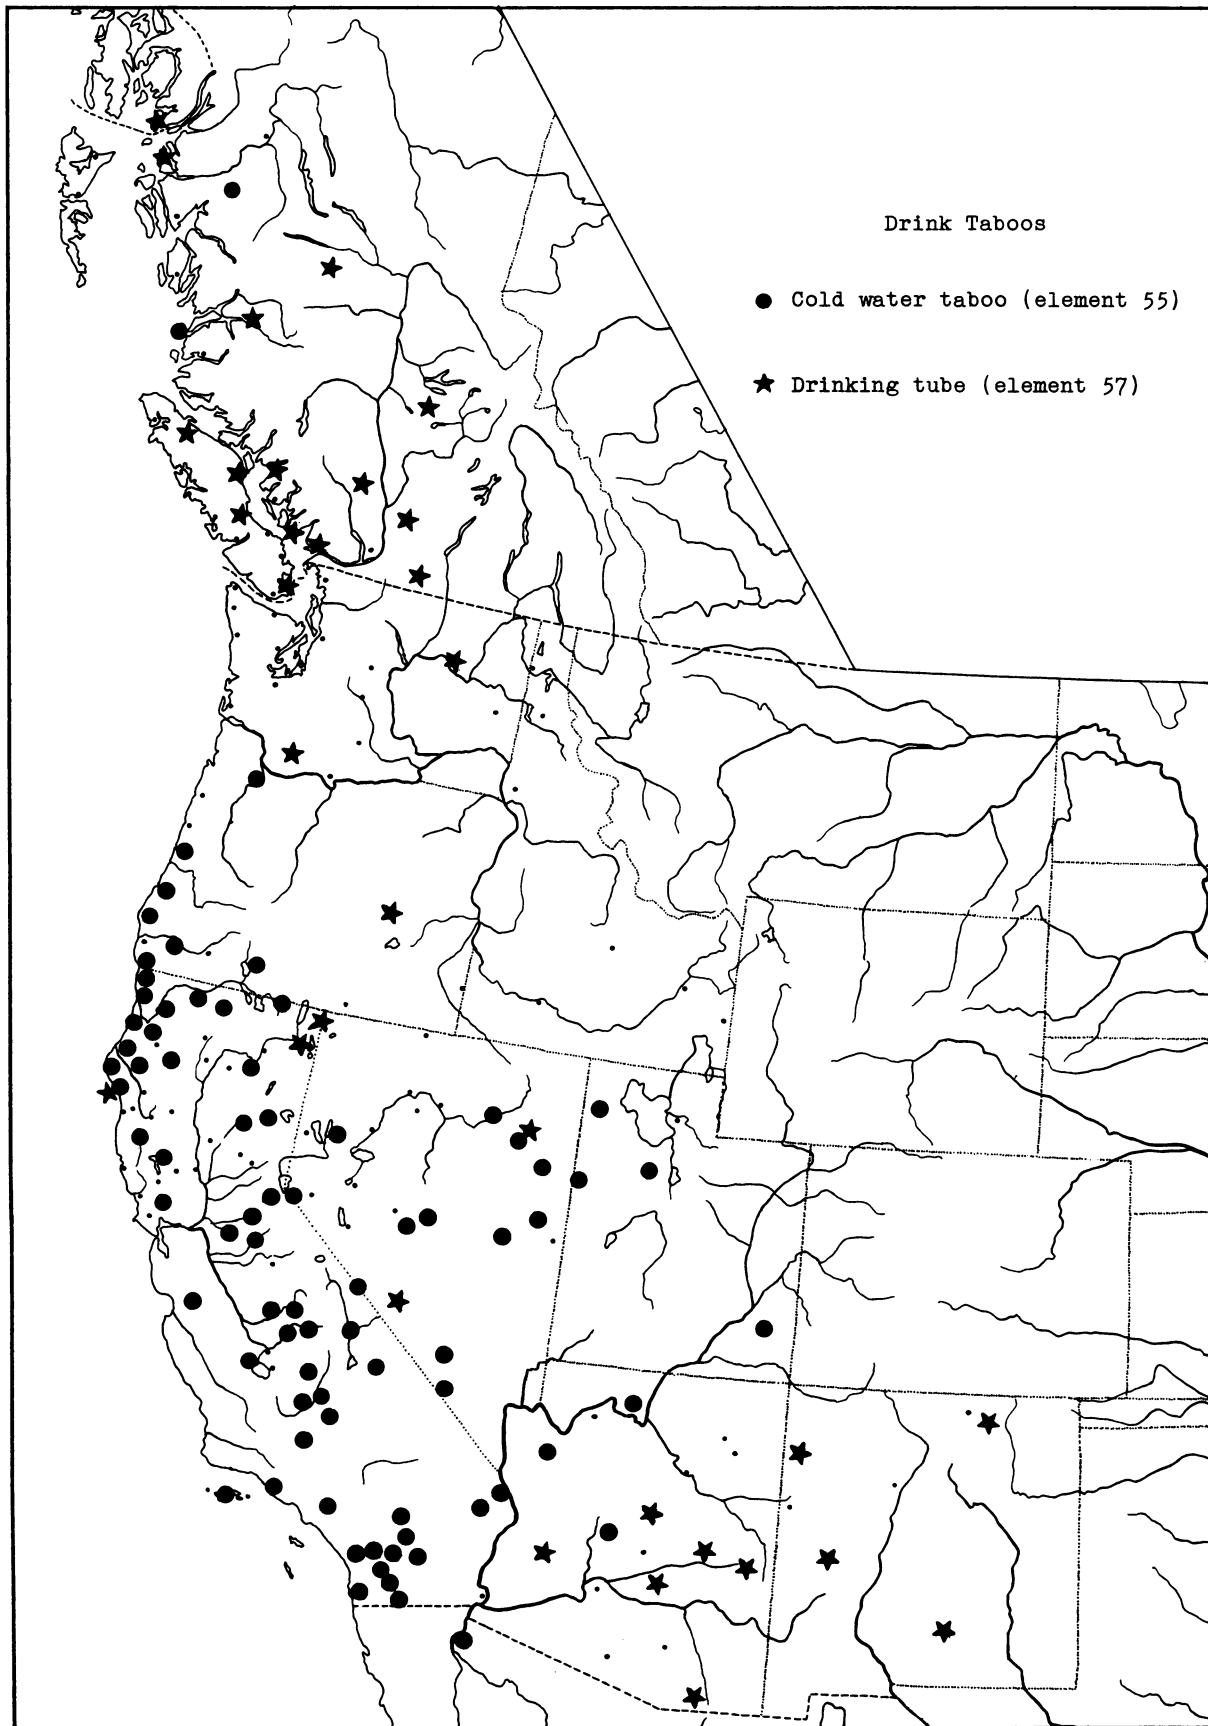 Drink Taboos
Cold water taboo (element 55)
Drinking tube (element 57)